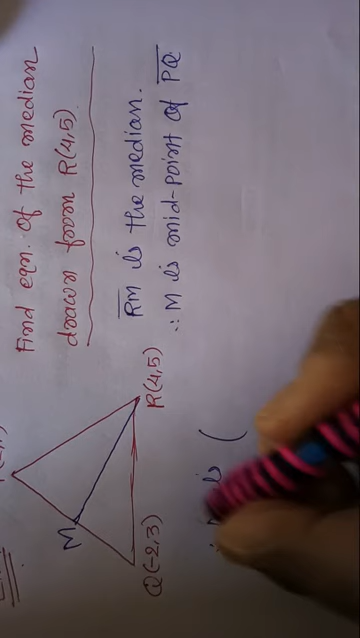 Find eqn. of the median
drawn from R(4,5)
RM is the median.
∴ M is mid-point of PQ
M
R(4,5)
Q(-2,3)
is (